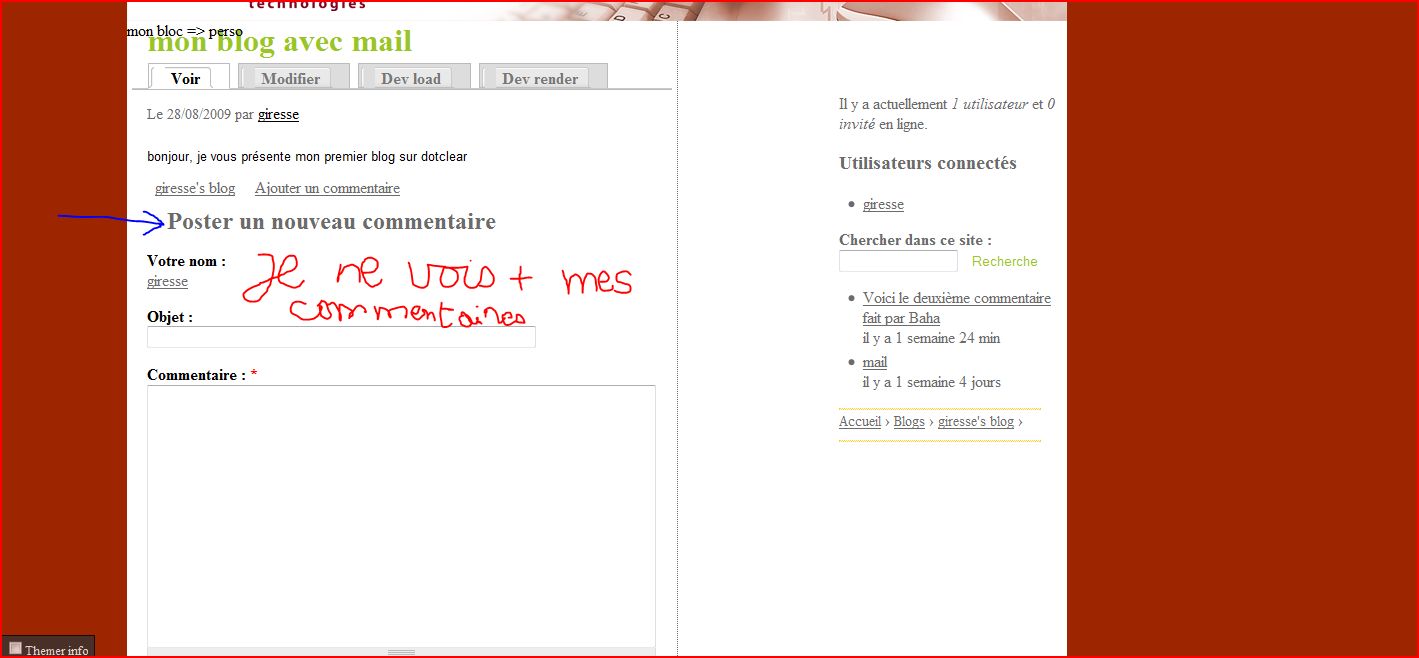 technologies
mon bloc => perso
mon blog avec mail
Voir Modifier Dev load Dev render
Le 28/08/2009 par giresse
bonjour, je vous présente mon premier blog sur dotclear
giresse's blog Ajouter un commentaire
Poster un nouveau commentaire
Votre nom :
giresse
Je ne vois + mes
commentaires
Objet :
Commentaire : *
Themer info
Il y a actuellement 1 utilisateur et 0
invité en ligne.
Utilisateurs connectés
giresse
Chercher dans ce site :
Recherche
Voici le deuxième commentaire
fait par Baha
il y a 1 semaine 24 min
mail
il y a 1 semaine 4 jours
Accueil › Blogs › giresse's blog ›